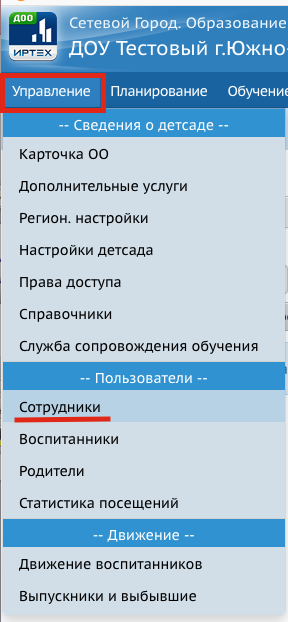 ДОО
ИРТЕХ
Сетевой Город. Образование
ДОУ Тестовый г.Южно-
Управление Планирование Обучение
-- Сведения о детсаде --
Карточка ОО
Дополнительные услуги
Регион. настройки
Настройки детсада
Права доступа
Справочники
Служба сопровождения обучения
-- Пользователи --
Сотрудники
Воспитанники
Родители
Статистика посещений
-- Движение --
Движение воспитанников
Выпускники и выбывшие